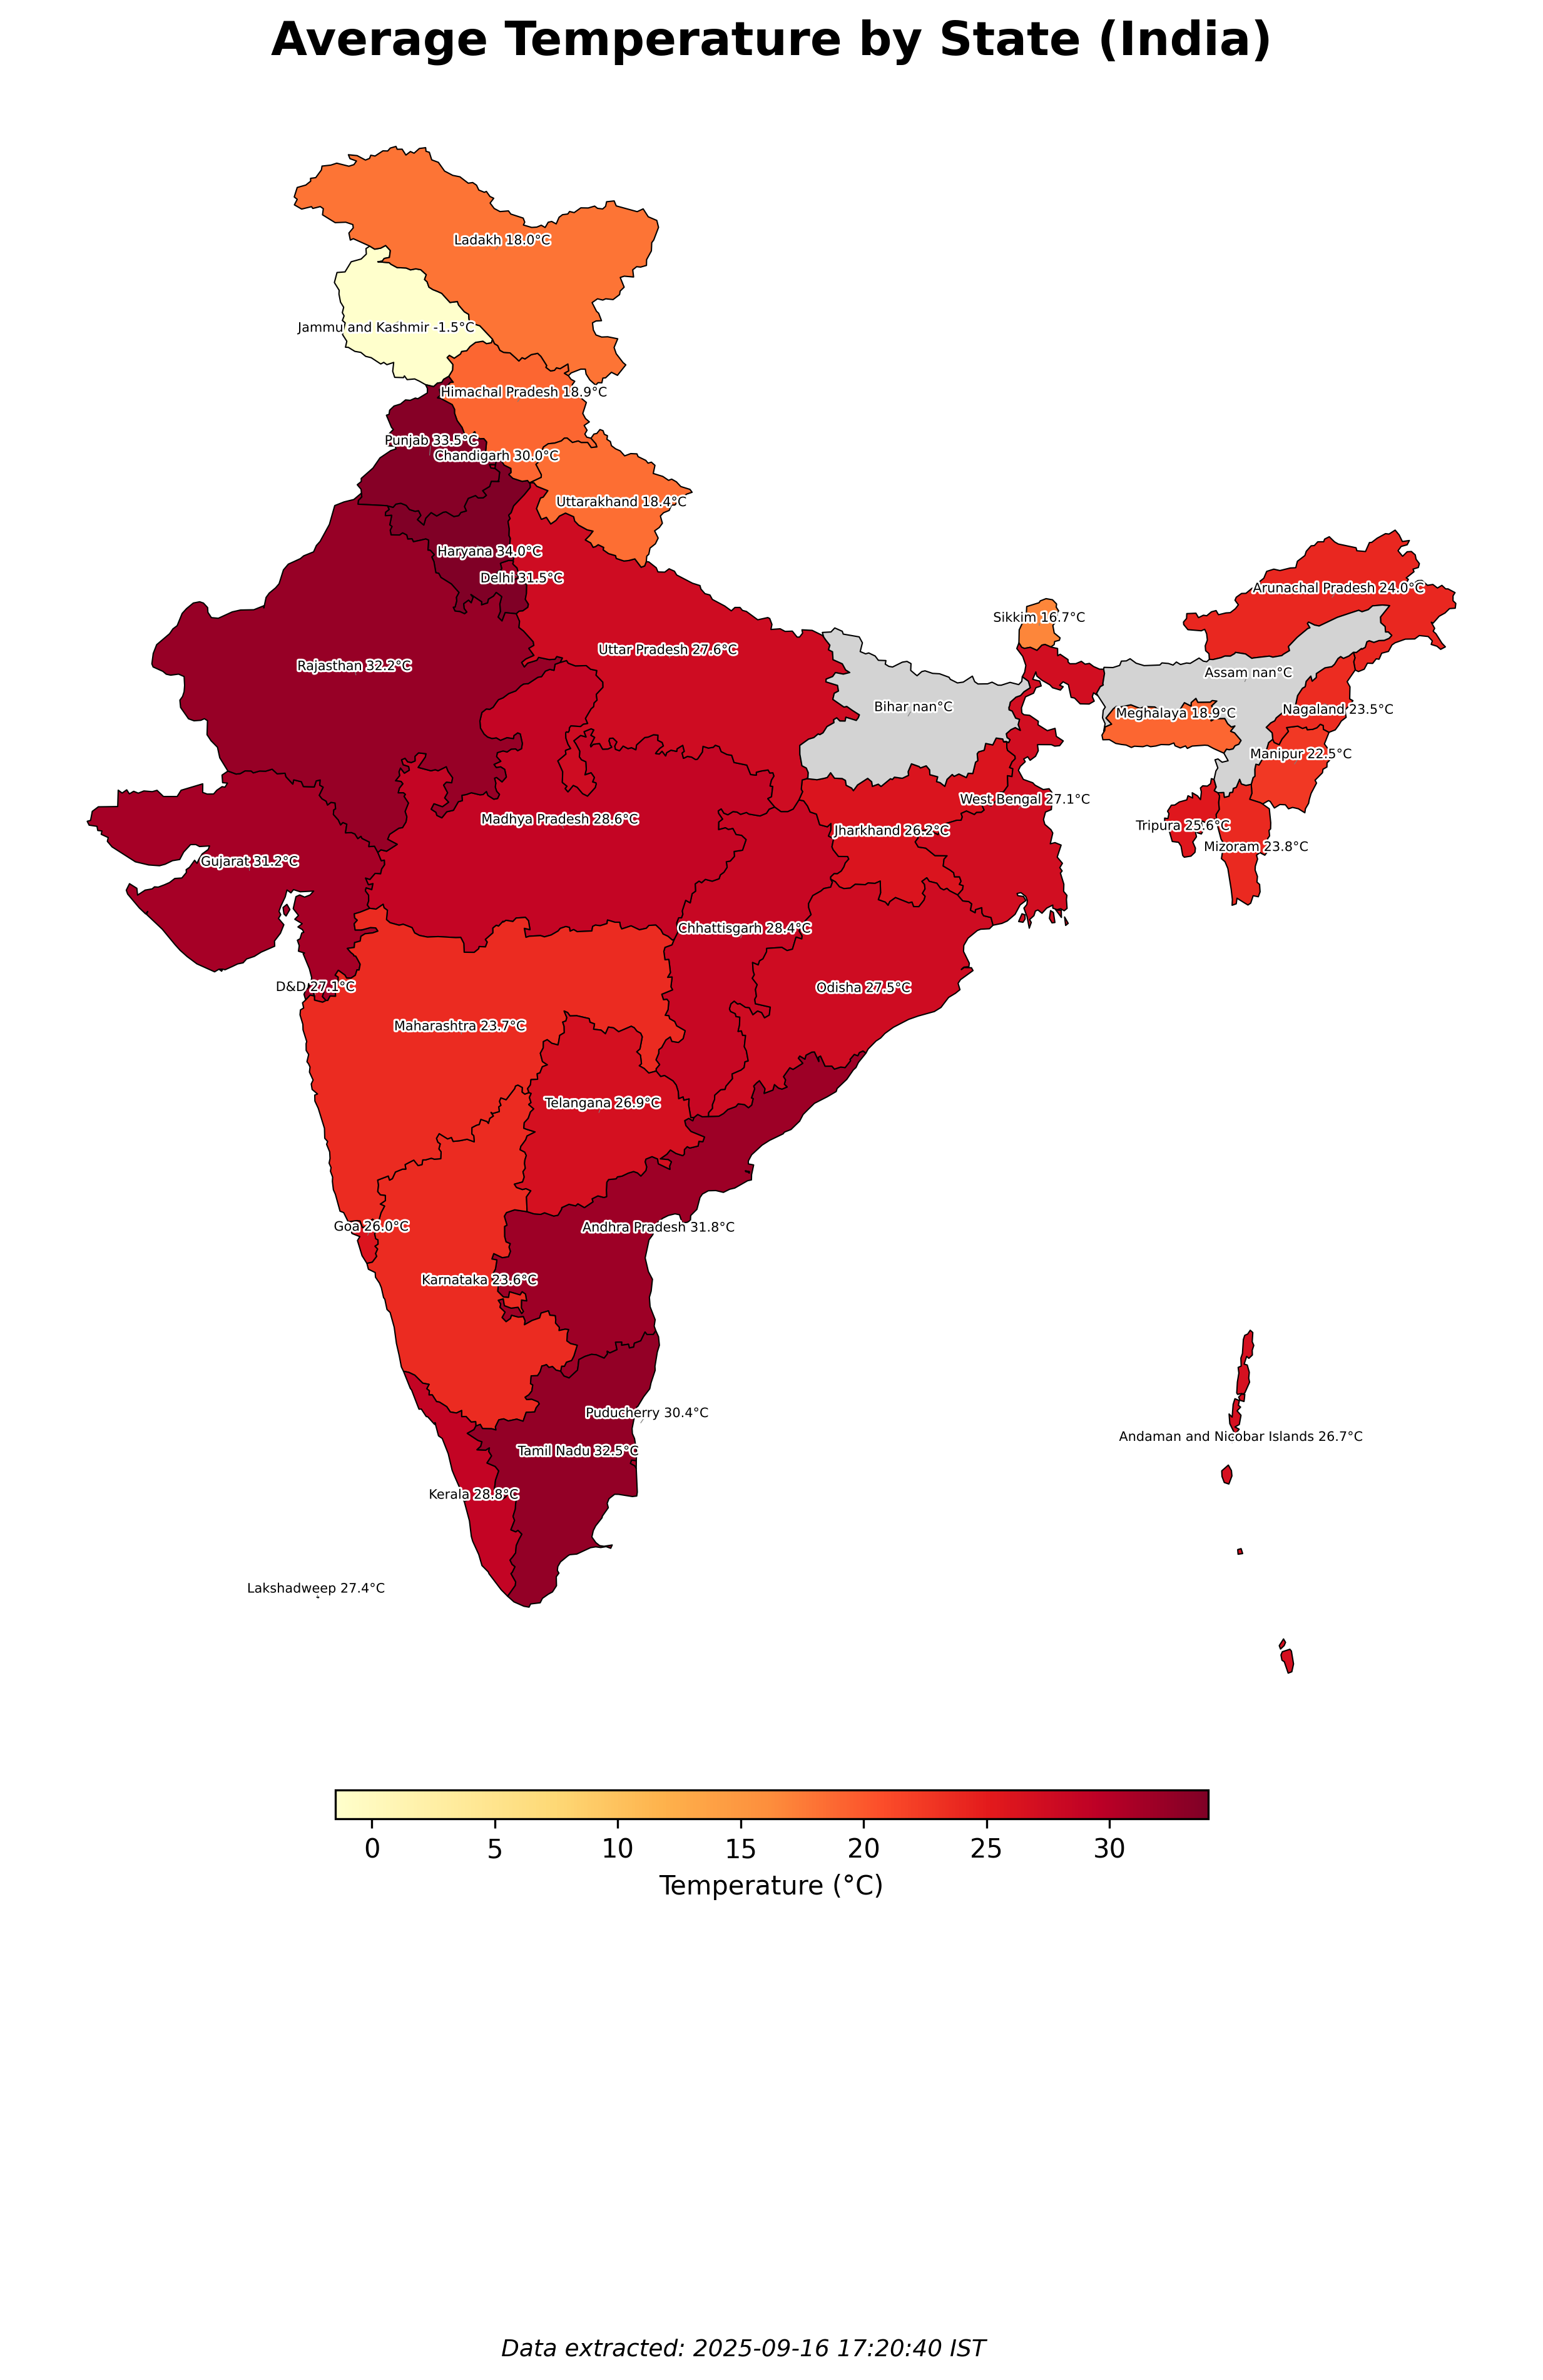 Average Temperature by State (India)
Ladakh 18.0°C
Jammu and Kashmir -1.5°C
Himachal Pradesh 18.9°C
Punjab 33.5°C
Chandigarh 30.0°C
Uttarakhand 18.4°C
Haryana 34.0°C
Delhi 31.5°C
Arunachal Pradesh 24.0°C
Sikkim 16.7°C
Uttar Pradesh 27.6°C
Rajasthan 32.2°C
Assam nan°C
Bihar nan°C
Nagaland 23.5°C
Meghalaya 18.9°C
Manipur 22.5°C
West Bengal 27.1°C
Madhya Pradesh 28.6°C
Tripura 25.6°C
Jharkhand 26.2°C
Mizoram 23.8°C
Gujarat 31.2°C
Chhattisgarh 28.4°C
D&D 27.1°C
Odisha 27.5°C
Maharashtra 23.7°C
Telangana 26.9°C
Goa 26.0°C
Andhra Pradesh 31.8°C
Karnataka 23.6°C
Puducherry 30.4°C
Andaman and Nicobar Islands 26.7°C
Tamil Nadu 32.5°C
Kerala 28.8°C
Lakshadweep 27.4°C
0 5 10 15 20 25 30
Temperature (°C)
Data extracted: 2025-09-16 17:20:40 IST